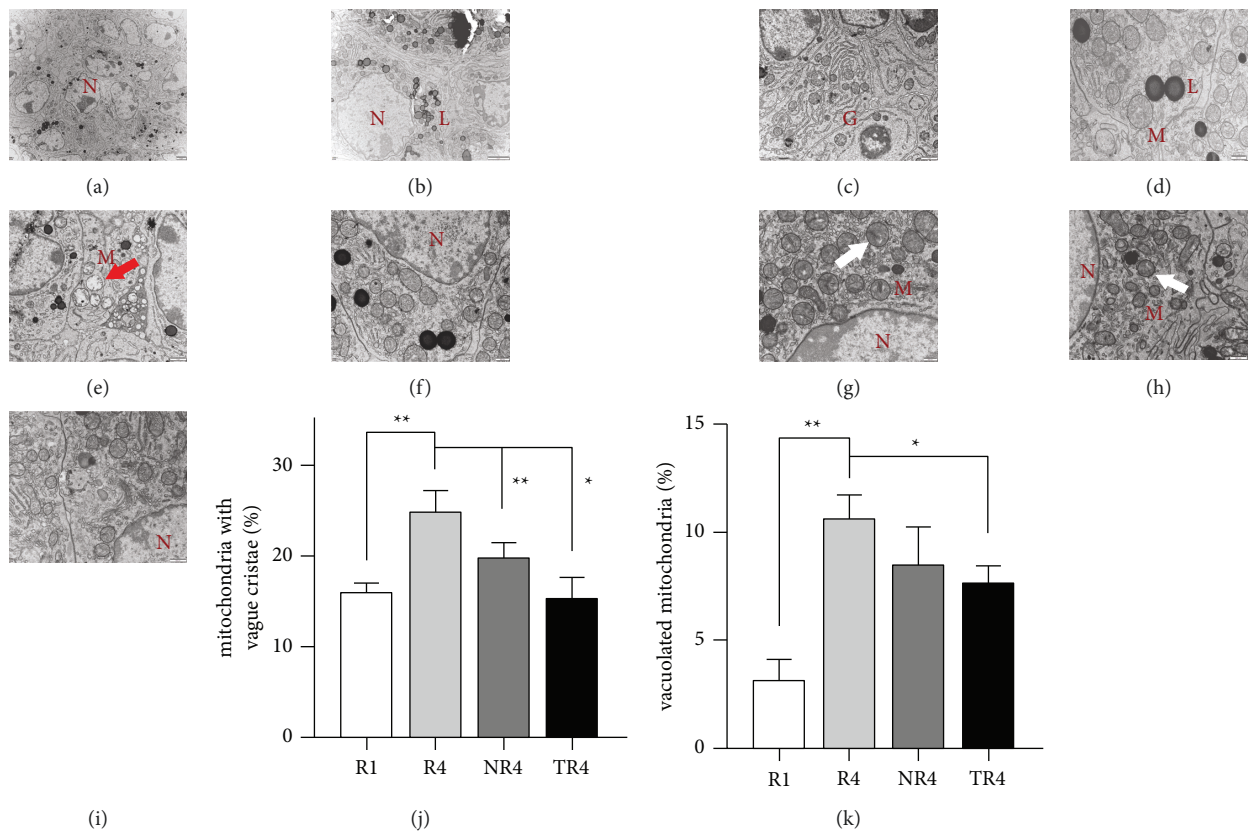 N
N
L
G
L
M
(a)
(b)
(c)
(d)
M
N
M
N
N
M
(e)
(f)
(g)
(h)
N
(i)
mitochondria with
vague cristae (%)
30
20
10
0
**
**
*
R1 R4 NR4 TR4
(j)
vacuolated mitochondria (%)
15
10
5
0
**
*
R1 R4 NR4 TR4
(k)